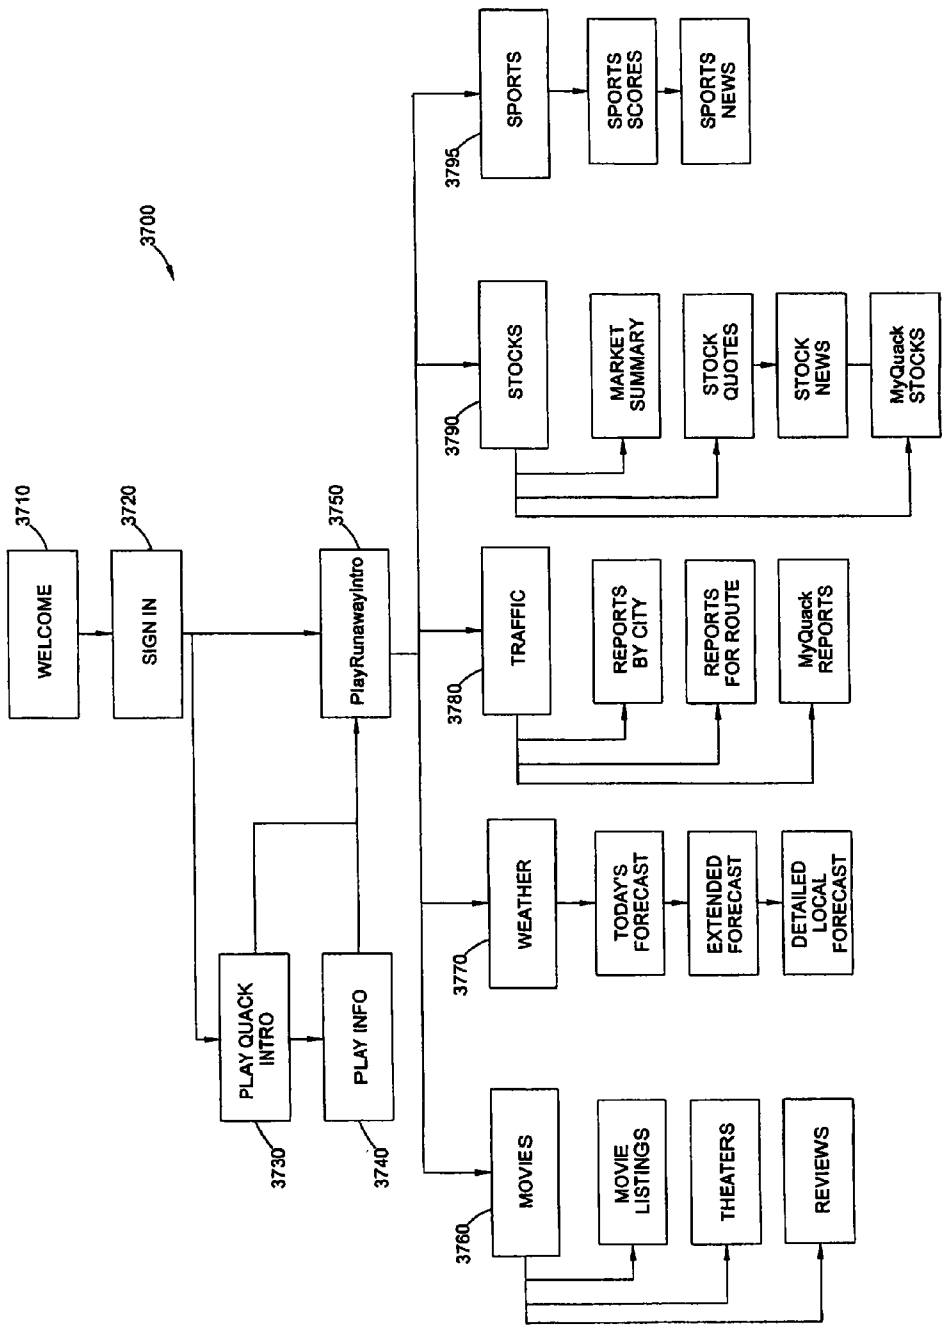 3700
3710
WELCOME
3720
SIGN IN
3730
PLAY QUACK
INTRO
3740
PLAY INFO
3750
PlayRunawayIntro
3760
MOVIES
MOVIE
LISTINGS
THEATERS
REVIEWS
3770
WEATHER
TODAY'S
FORECAST
EXTENDED
FORECAST
DETAILED
LOCAL
FORECAST
3780
TRAFFIC
REPORTS
BY CITY
REPORTS
FOR ROUTE
MyQuack
REPORTS
3790
STOCKS
MARKET
SUMMARY
STOCK
QUOTES
STOCK
NEWS
MyQuack
STOCKS
3795
SPORTS
SPORTS
SCORES
SPORTS
NEWS